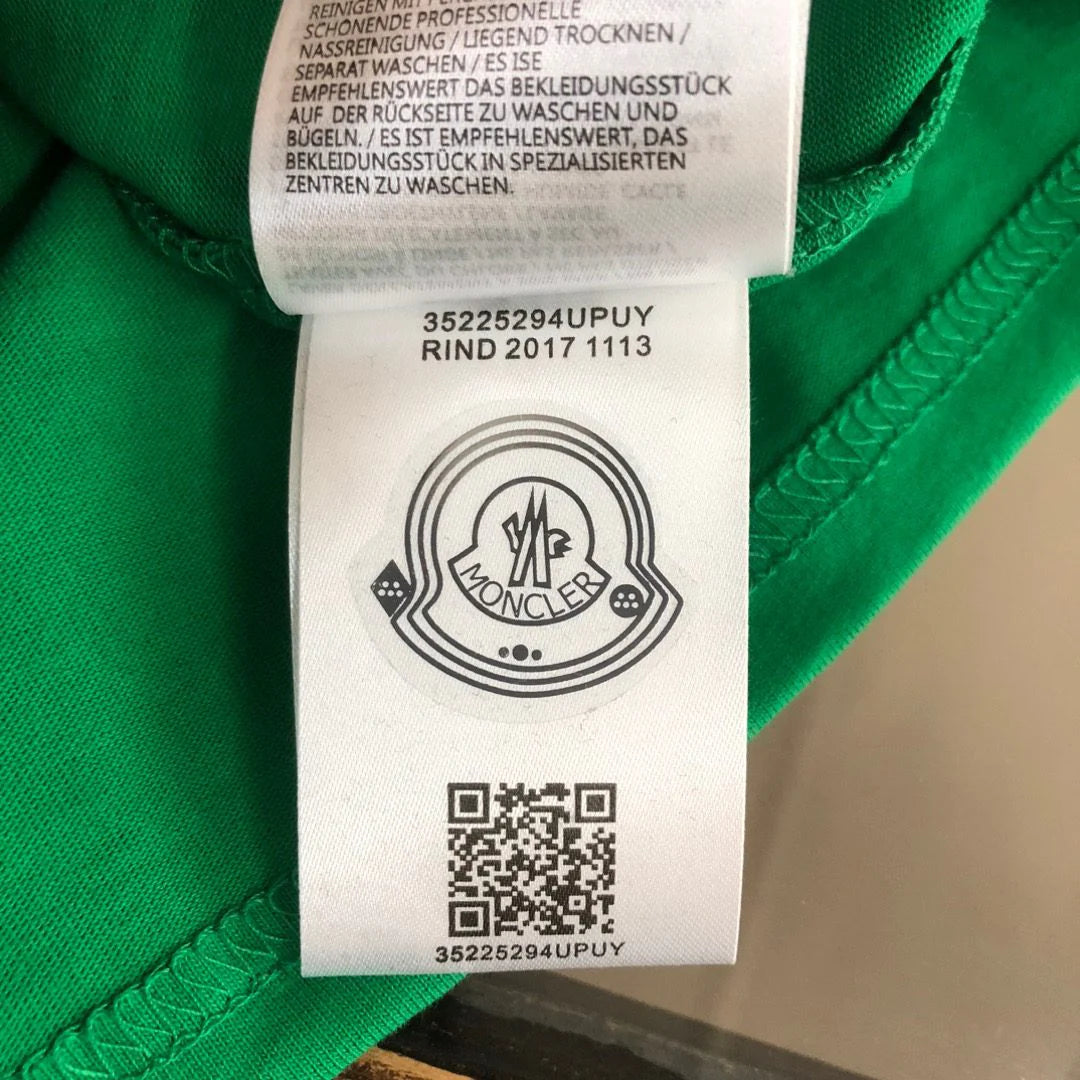 REINIGEN MIT
SCHONENDE PROFESSIONELLE
NASSREINIGUNG / LIEGEND TROCKNEN /
SEPARAT WASCHEN / ES ISE
EMPFEHLENSWERT DAS BEKLEIDUNGSSTÜCK
AUF DER RÜCKSEITE ZU WASCHEN UND
BÜGELN. / ES IST EMPFEHLENSWERT, DAS
BEKLEIDUNGSSTÜCK IN SPEZIALISIERTEN
ZENTREN ZU WASCHEN.
35225294UPUY
RIND 2017 1113
MONCLER
35225294UPUY